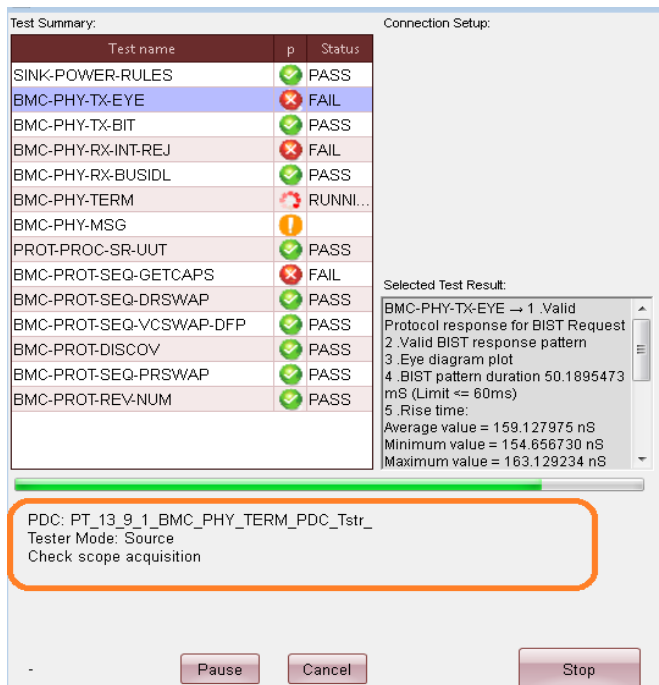 Test Summary:
Connection Setup:
Test name p Status
SINK-POWER-RULES PASS
BMC-PHY-TX-EYE FAIL
BMC-PHY-TX-BIT PASS
BMC-PHY-RX-INT-REJ FAIL
BMC-PHY-RX-BUSIDL PASS
BMC-PHY-TERM RUNNI...
BMC-PHY-MSG
PROT-PROC-SR-UUT PASS
BMC-PROT-SEQ-GETCAPS FAIL
BMC-PROT-SEQ-DRSWAP PASS
BMC-PROT-SEQ-VCSWAP-DFP PASS
BMC-PROT-DISCOV PASS
BMC-PROT-SEQ-PRSWAP PASS
BMC-PROT-REV-NUM PASS
Selected Test Result:
BMC-PHY-TX-EYE → 1 .Valid
Protocol response for BIST Request
2 .Valid BIST response pattern
3 .Eye diagram plot
4 .BIST pattern duration 50.1895473
mS (Limit <= 60ms)
5 .Rise time:
Average value = 159.127975 nS
Minimum value = 154.656730 nS
Maximum value = 163.129234 nS
PDC: PT_13_9_1_BMC_PHY_TERM_PDC_Tstr_
Tester Mode: Source
Check scope acquisition
-
Pause Cancel Stop